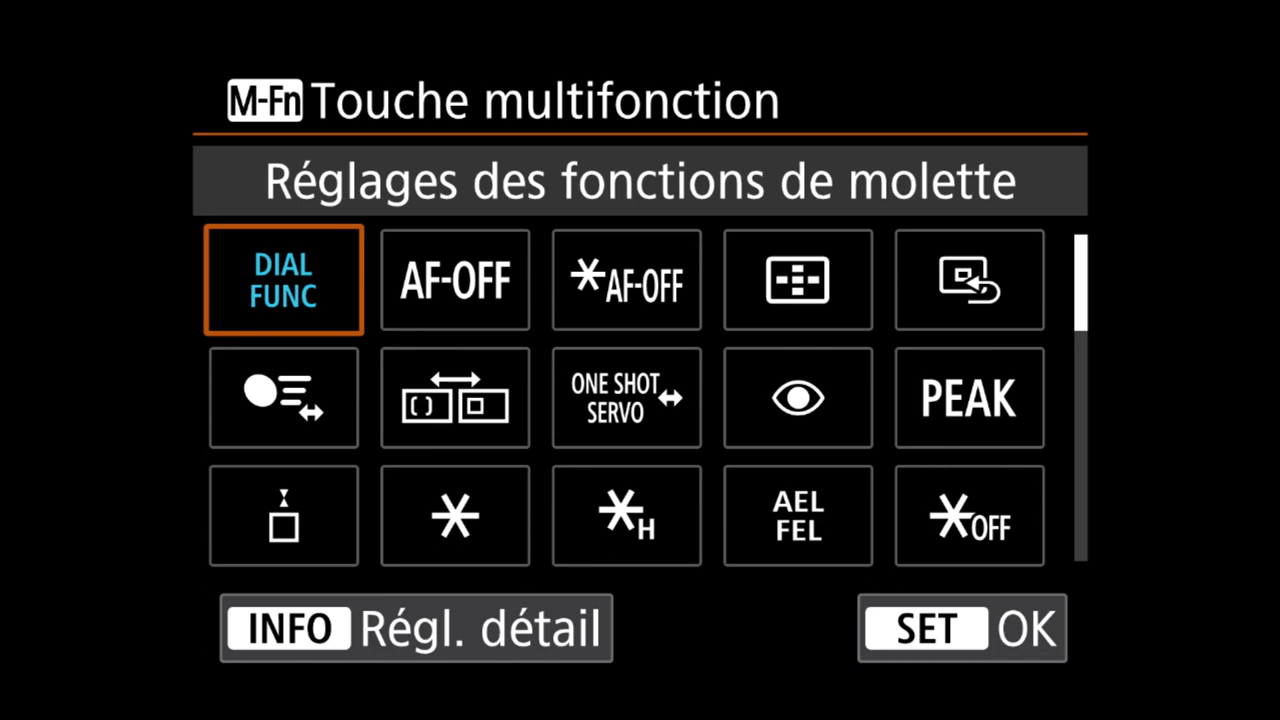 M-Fn Touche multifonction
Réglages des fonctions de molette
DIAL
FUNC
AF-OFF
AF-OFF
ONE SHOT
SERVO
PEAK
H
AEL
FEL
OFF
INFO Régl. détail
SET OK